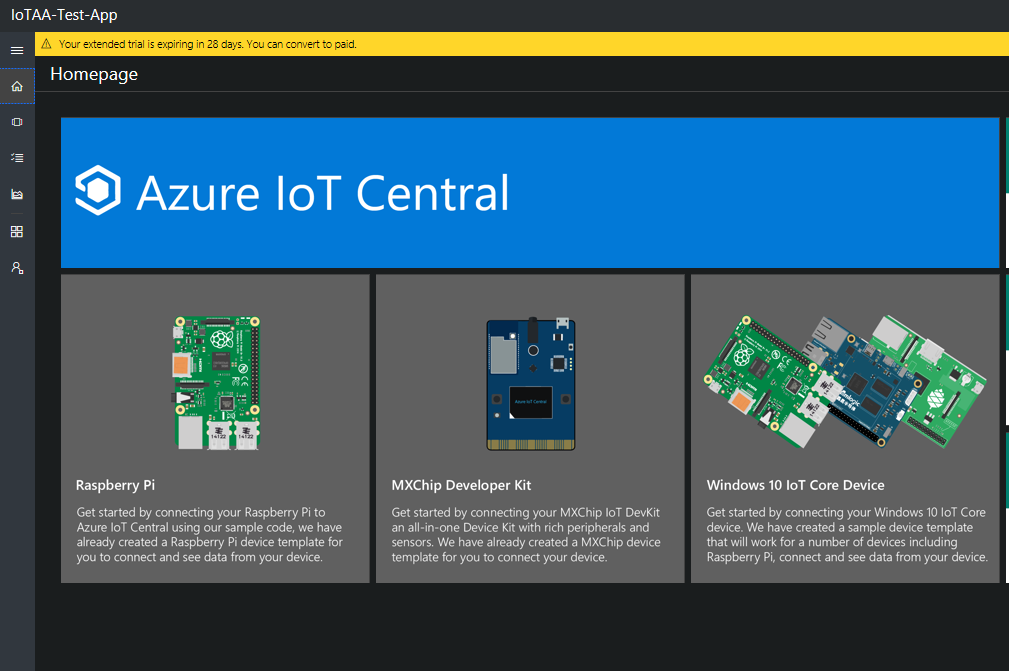 IoTAA-Test-App
Your extended trial is expiring in 28 days. You can convert to paid.
Homepage
Azure IoT Central
14122
14122
Azure IoT Central
Raspberry Pi
Get started by connecting your Raspberry Pi to
Azure IoT Central using our sample code, we have
already created a Raspberry Pi device template for
you to connect and see data from your device.
MXChip Developer Kit
Get started by connecting your MXChip IoT DevKit
an all-in-one Device Kit with rich peripherals and
sensors. We have already created a MXChip device
template for you to connect your device.
Windows 10 IoT Core Device
Get started by connecting your Windows 10 IoT Core
device. We have created a sample device template
that will work for a number of devices including
Raspberry Pi, connect and see data from your device.